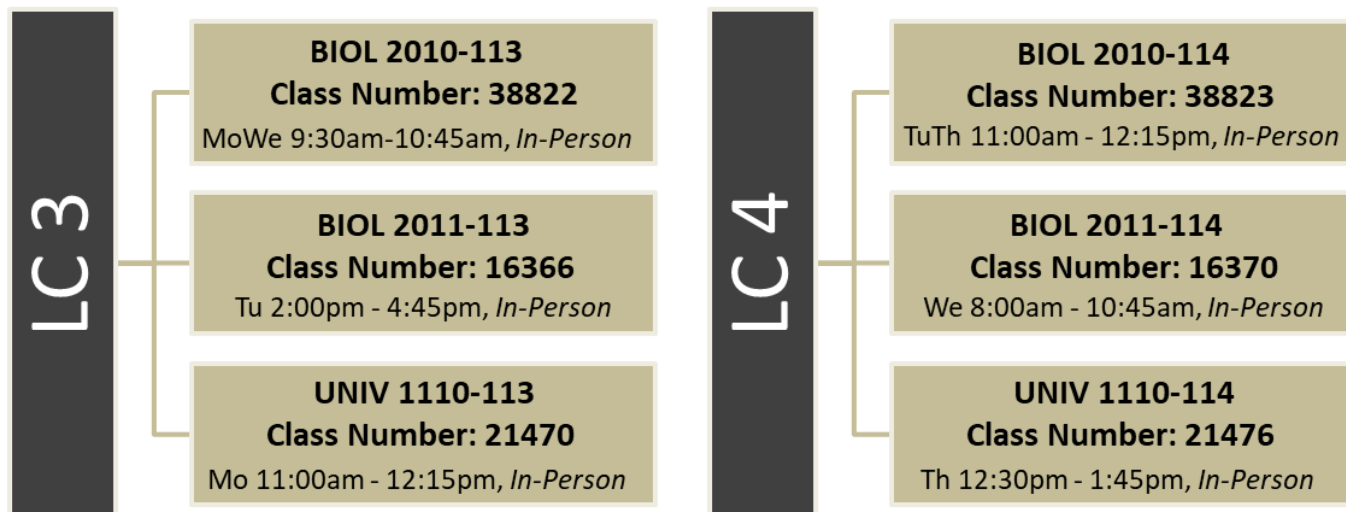 LC 3
BIOL 2010-113
Class Number: 38822
MoWe 9:30am-10:45am, In-Person
BIOL 2011-113
Class Number: 16366
Tu 2:00pm - 4:45pm, In-Person
UNIV 1110-113
Class Number: 21470
Mo 11:00am - 12:15pm, In-Person
LC 4
BIOL 2010-114
Class Number: 38823
TuTh 11:00am - 12:15pm, In-Person
BIOL 2011-114
Class Number: 16370
We 8:00am - 10:45am, In-Person
UNIV 1110-114
Class Number: 21476
Th 12:30pm - 1:45pm, In-Person